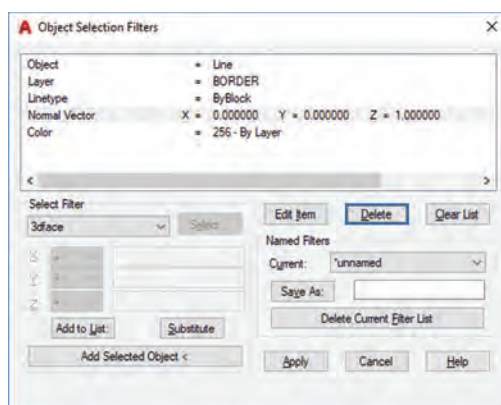 A Object Selection Filters
Object = Line
Layer = BORDER
Linetype = ByBlock
Normal Vector X = 0.000000 Y = 0.000000 Z = 1.000000
Color = 256 - By Layer
Select Filter
3dface Select...
Edit Item Delete Clear List
X: =
Y: =
Z: =
Named Filters
Current: *unnamed
Save As:
Add to List: Substitute
Delete Current Filter List
Add Selected Object <
Apply Cancel Help